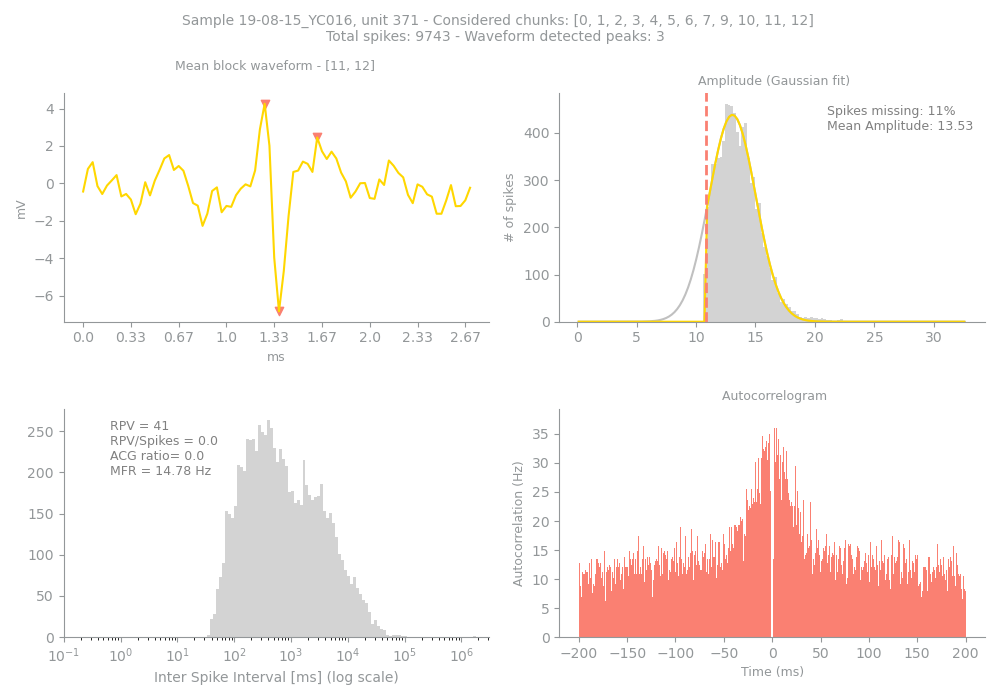 Sample 19-08-15_YC016, unit 371 - Considered chunks: [0, 1, 2, 3, 4, 5, 6, 7, 9, 10, 11, 12]
Total spikes: 9743 - Waveform detected peaks: 3
Mean block waveform - [11, 12]
4
2
0
−2
−4
−6
mV
0.0 0.33 0.67 1.0 1.33 1.67 2.0 2.33 2.67
ms
Amplitude (Gaussian fit)
Spikes missing: 11%
Mean Amplitude: 13.53
400
300
200
100
0
# of spikes
0 5 10 15 20 25 30
RPV = 41
RPV/Spikes = 0.0
ACG ratio= 0.0
MFR = 14.78 Hz
250
200
150
100
50
0
10⁻¹ 10⁰ 10¹ 10² 10³ 10⁴ 10⁵ 10⁶
Inter Spike Interval [ms] (log scale)
Autocorrelogram
35
30
25
20
15
10
5
0
Autocorrelation (Hz)
−200 −150 −100 −50 0 50 100 150 200
Time (ms)